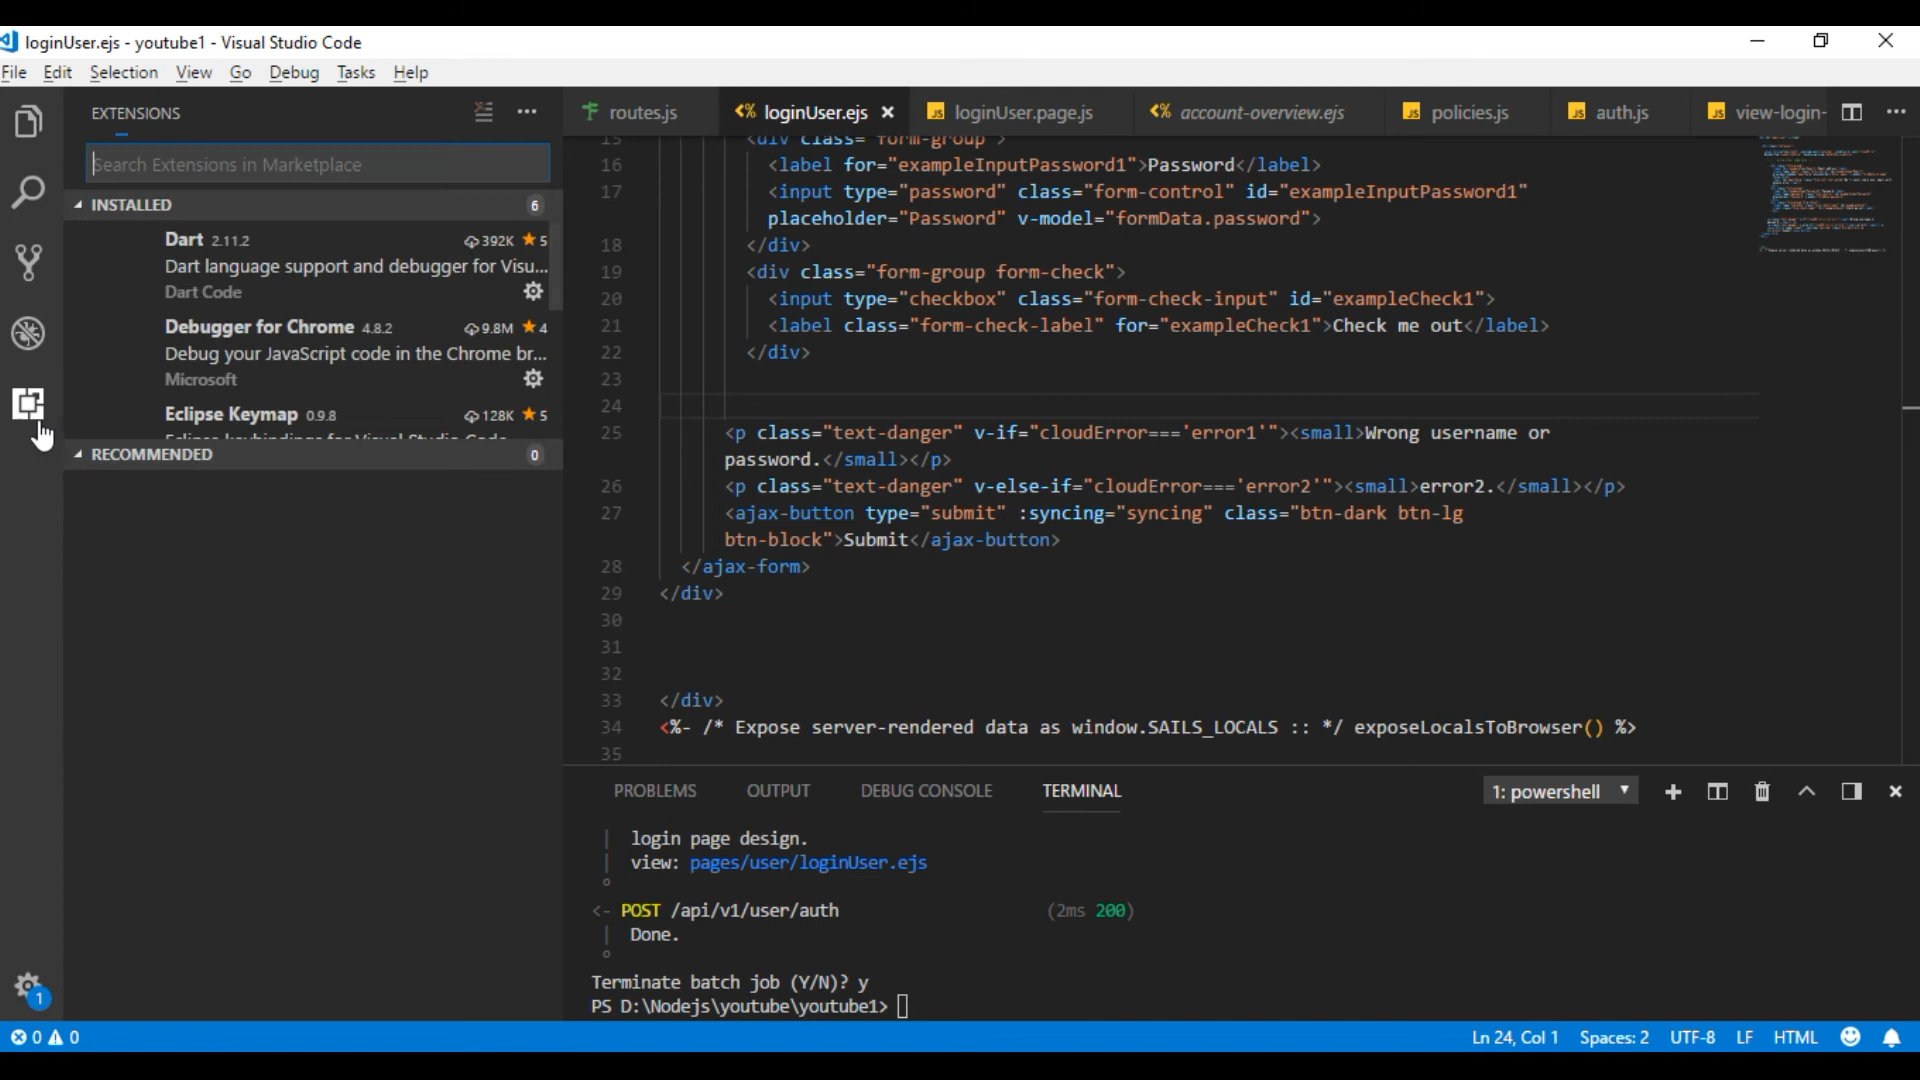 loginUser.ejs - youtube1 - Visual Studio Code
File Edit Selection View Go Debug Tasks Help
EXTENSIONS
Search Extensions in Marketplace
INSTALLED 6
Dart 2.11.2 392K 5
Dart language support and debugger for Visu...
Dart Code
Debugger for Chrome 4.8.2 9.8M 4
Debug your JavaScript code in the Chrome br...
Microsoft
Eclipse Keymap 0.9.8 128K 5
Eclipse keybindings for Visual Studio Code
RECOMMENDED 0
1
routes.js loginUser.ejs loginUser.page.js account-overview.ejs policies.js auth.js view-login-
15 <div class="form-group">
16 <label for="exampleInputPassword1">Password</label>
17 <input type="password" class="form-control" id="exampleInputPassword1"
placeholder="Password" v-model="formData.password">
18 </div>
19 <div class="form-group form-check">
20 <input type="checkbox" class="form-check-input" id="exampleCheck1">
21 <label class="form-check-label" for="exampleCheck1">Check me out</label>
22 </div>
23
24
25 <p class="text-danger" v-if="cloudError==='error1'"><small>Wrong username or
password.</small></p>
26 <p class="text-danger" v-else-if="cloudError==='error2'"><small>error2.</small></p>
27 <ajax-button type="submit" :syncing="syncing" class="btn-dark btn-lg
btn-block">Submit</ajax-button>
28 </ajax-form>
29 </div>
30
31
32
33 </div>
34 <%- /* Expose server-rendered data as window.SAILS_LOCALS :: */ exposeLocalsToBrowser() %>
35
PROBLEMS OUTPUT DEBUG CONSOLE TERMINAL 1: powershell
| login page design.
| view: pages/user/loginUser.ejs
°
<- POST /api/v1/user/auth (2ms 200)
| Done.
°
Terminate batch job (Y/N)? y
PS D:\Nodejs\youtube\youtube1>
0 0 Ln 24, Col 1 Spaces: 2 UTF-8 LF HTML